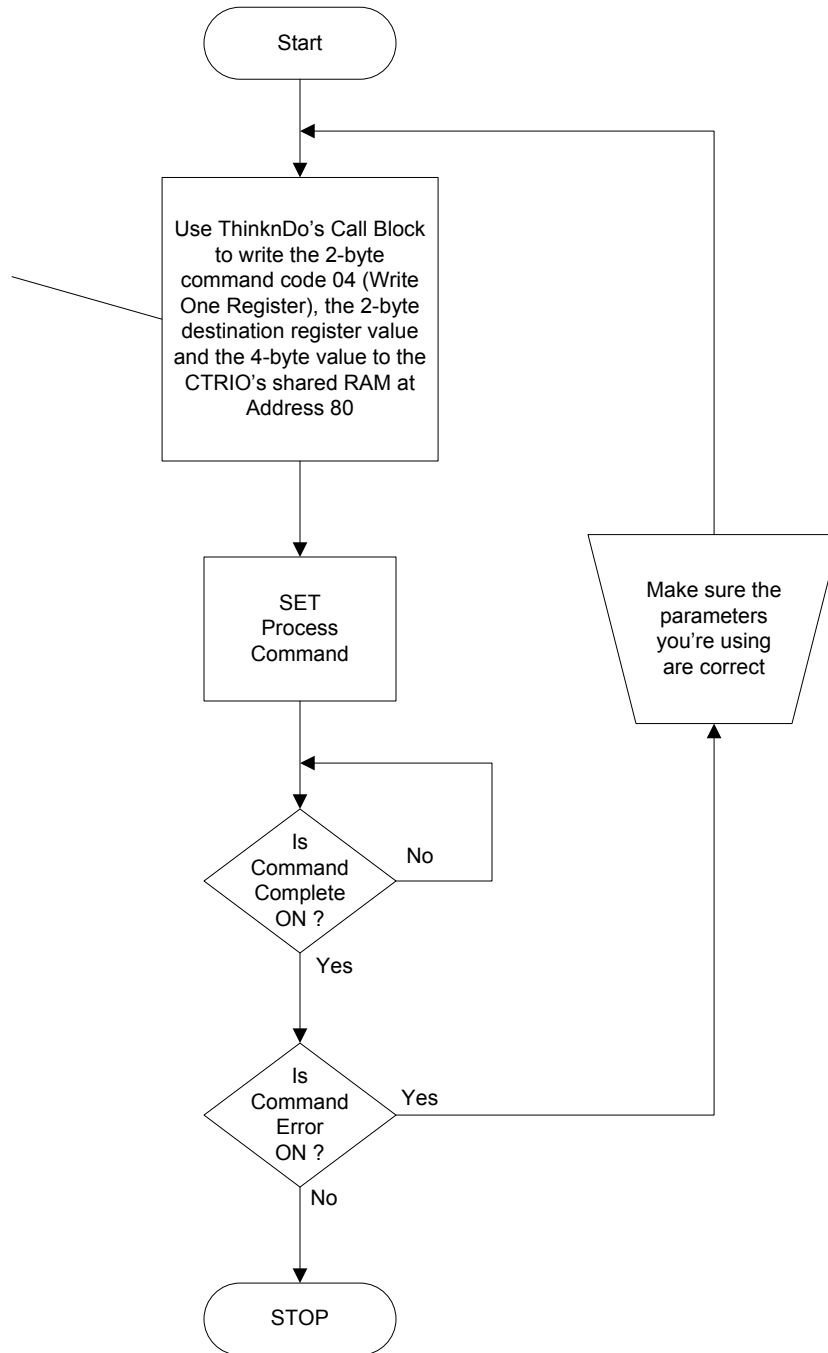 Start
Use ThinknDo’s Call Block
to write the 2-byte
command code 04 (Write
One Register), the 2-byte
destination register value
and the 4-byte value to the
CTRIO’s shared RAM at
Address 80
SET
Process
Command
Make sure the
parameters
you’re using
are correct
Is
Command
Complete
ON ?
No
Yes
Is
Command
Error
ON ?
Yes
No
STOP